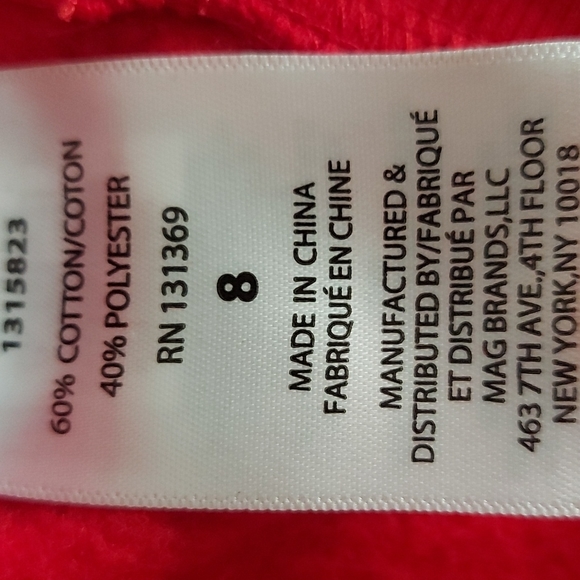 1315823
60% COTTON/COTON
40% POLYESTER
RN 131369
8
MADE IN CHINA
FABRIQUÉ EN CHINE
MANUFACTURED &
DISTRIBUTED BY/FABRIQUÉ
ET DISTRIBUÉ PAR
MAG BRANDS,LLC
463 7TH AVE.,4TH FLOOR
NEW YORK,NY 10018